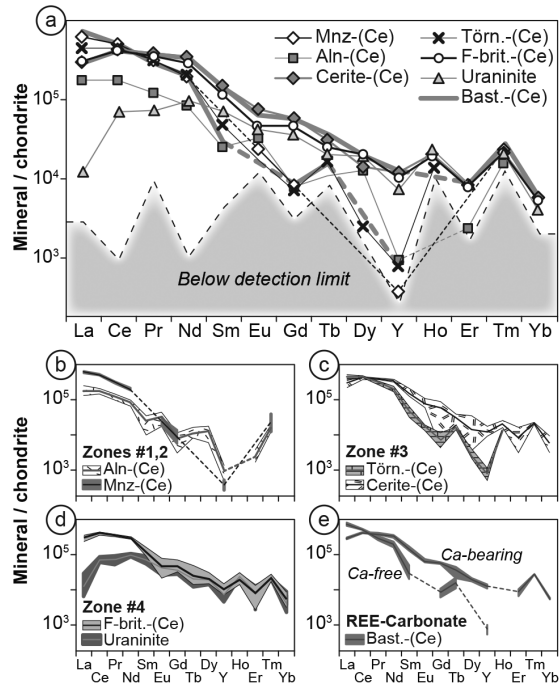 a
Mnz-(Ce)
Aln-(Ce)
Cerite-(Ce)
Törn.-(Ce)
F-brit.-(Ce)
Uraninite
Bast.-(Ce)
Mineral / chondrite
10⁵
10⁴
10³
Below detection limit
La Ce Pr Nd Sm Eu Gd Tb Dy Y Ho Er Tm Yb
b
10⁵
10³
Zones #1,2
Aln-(Ce)
Mnz-(Ce)
c
10⁵
10³
Zone #3
Törn.-(Ce)
Cerite-(Ce)
Mineral / chondrite
d
10⁵
10³
Zone #4
F-brit.-(Ce)
Uraninite
La Ce Pr Nd Sm Eu Gd Tb Dy Y Ho Er Tm Yb
e
10⁵
10³
Ca-bearing
Ca-free
REE-Carbonate
Bast.-(Ce)
La Ce Pr Nd Sm Eu Gd Tb Dy Y Ho Er Tm Yb